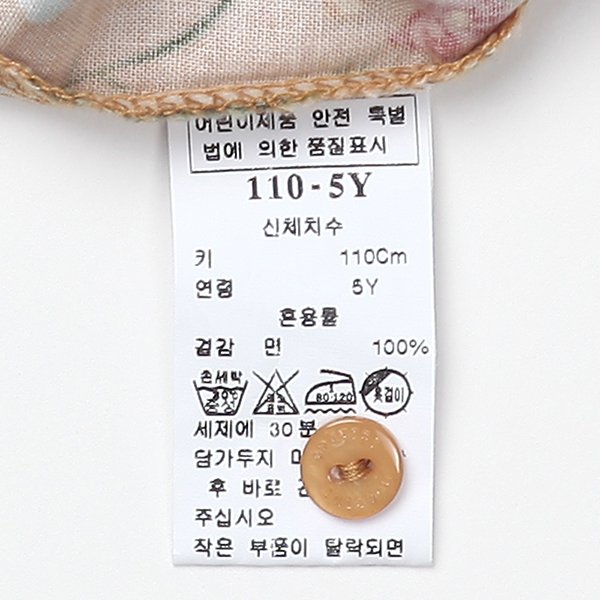 어린이제품 안전 특별
법에 의한 품질표시
110-5Y
신체치수
키 110Cm
연령 5Y
혼용률
겉감 면 100%
손세탁 80-120 옷걸이
세제에 30분
담가두지
후 바로
주십시오
작은 부품이 탈락되면